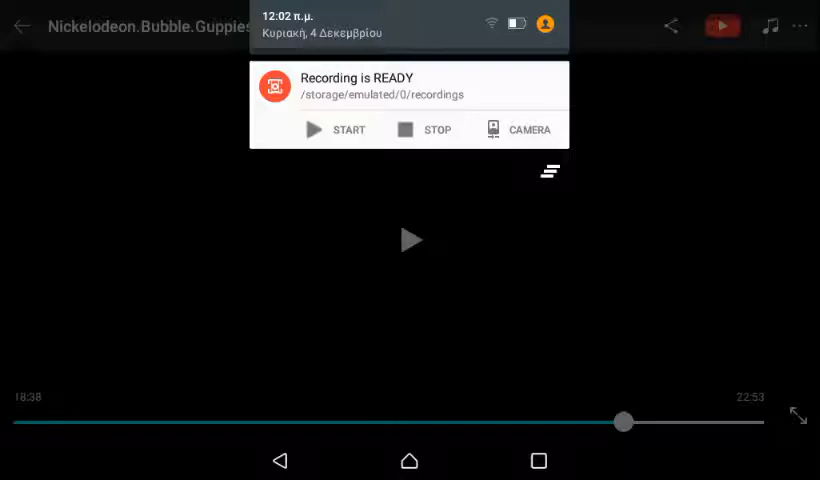 12:02 π.μ.
Κυριακή, 4 Δεκεμβρίου
Nickelodeon.Bubble.Guppies
Recording is READY
/storage/emulated/0/recordings
START STOP CAMERA
18:38 22:53